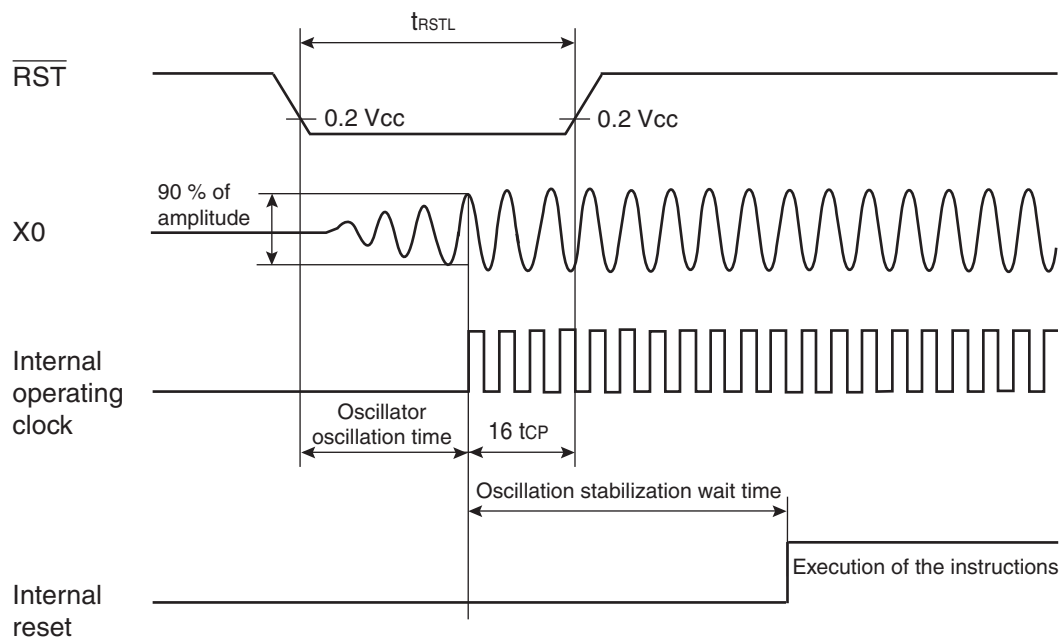 tRSTL
RST
0.2 Vcc
0.2 Vcc
90 % of
amplitude
X0
Internal
operating
clock
Oscillator
oscillation time
16 tCP
Oscillation stabilization wait time
Execution of the instructions
Internal
reset